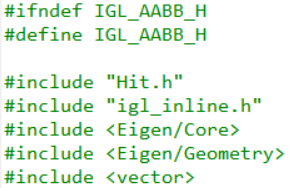 #ifndef IGL_AABB_H
#define IGL_AABB_H
#include "Hit.h"
#include "igl_inline.h"
#include <Eigen/Core>
#include <Eigen/Geometry>
#include <vector>